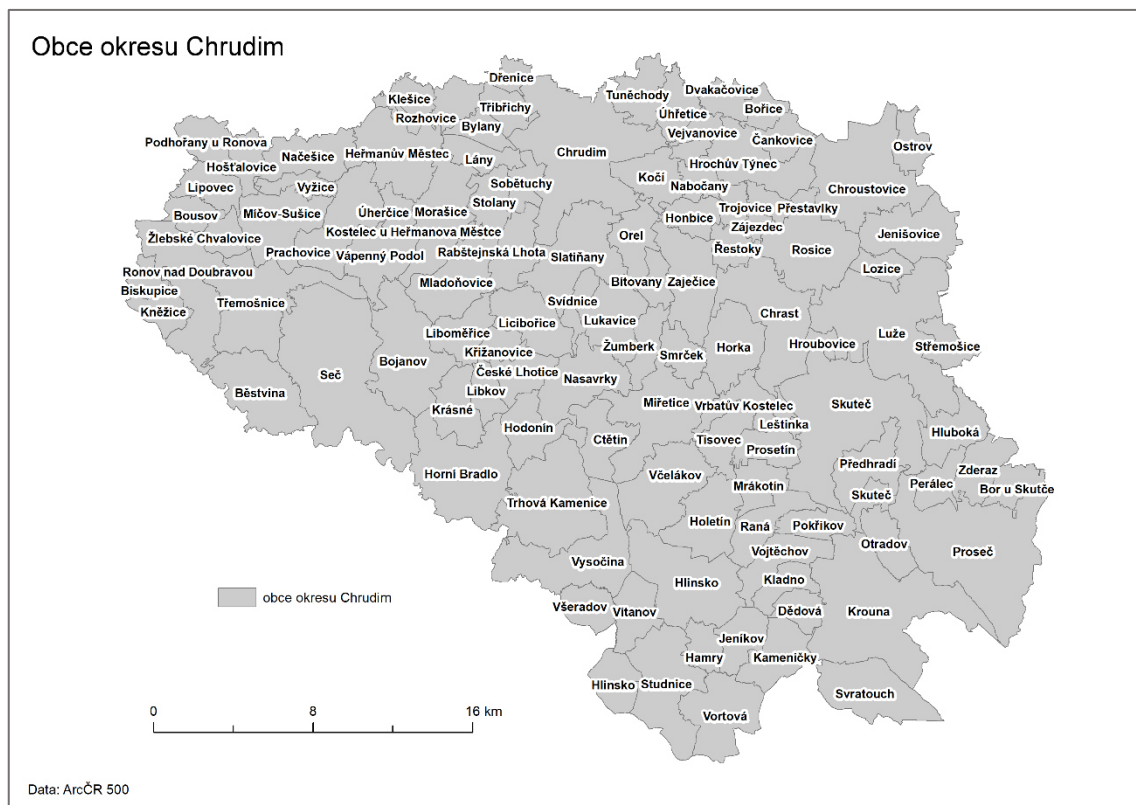 Obce okresu Chrudim
Dřenice
Klešice
Tuněchody
Dvakačovice
Třibřichy
Bořice
Rozhovice
Úhřetice
Bylany
Vejvanovice
Podhořany u Ronova
Čankovice
Ostrov
Načešice
Heřmanův Městec
Chrudim
Lány
Hošťalovice
Hrochův Týnec
Kočí
Sobětuchy
Lipovec
Vyžice
Nabočany
Chroustovice
Stolany
Bousov
Míčov-Sušice
Úherčice
Morašice
Trojovice
Přestavlky
Honbice
Zájezdec
Kostelec u Heřmanova Městce
Orel
Jenišovice
Žlebské Chvalovice
Řestoky
Rosice
Prachovice
Vápenný Podol
Rabštejnská Lhota
Slatiňany
Lozice
Ronov nad Doubravou
Mladoňovice
Bítovany
Zaječice
Biskupice
Třemošnice
Svídnice
Kněžice
Chrast
Licibořice
Lukavice
Liboměřice
Luže
Hroubovice
Střemošice
Žumberk
Horka
Křižanovice
Smrček
Bojanov
Seč
České Lhotice
Nasavrky
Běstvina
Libkov
Miřetice
Vrbatův Kostelec
Skuteč
Krásné
Leštinka
Hodonín
Hluboká
Ctětín
Tisovec
Prosetín
Předhradí
Zderaz
Horní Bradlo
Včelákov
Perálec
Mrákotín
Bor u Skutče
Skuteč
Trhová Kamenice
Holetín
Raná
Pokřikov
Otradov
Vojtěchov
Proseč
Vysočina
Hlinsko
Kladno
obce okresu Chrudim
Všeradov
Vítanov
Dědová
Krouna
Jeníkov
Hamry
Kameničky
Hlinsko
Studnice
Svratouch
0 8 16 km
Vortová
Data: ArcČR 500